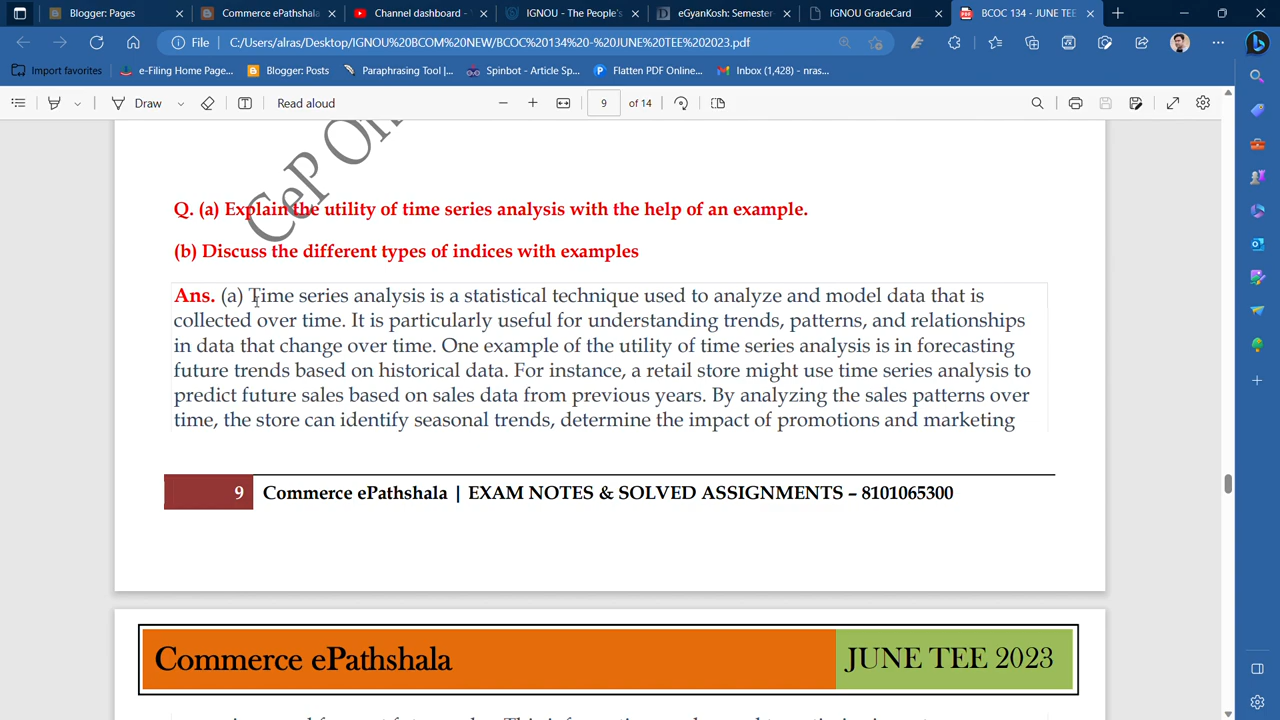 Blogger: Pages
Commerce ePathshala
Channel dashboard -
IGNOU - The People's
eGyanKosh: Semester
IGNOU GradeCard
BCOC 134 - JUNE TEE
File
C:/Users/alras/Desktop/IGNOU%20BCOM%20NEW/BCOC%20134%20-%20JUNE%20TEE%202023.pdf
Import favorites
e-Filing Home Page...
Blogger: Posts
Paraphrasing Tool |...
Spinbot - Article Sp...
Flatten PDF Online...
Inbox (1,428) - nras...
Draw
Read aloud
9 of 14
CeP On
Q. (a) Explain the utility of time series analysis with the help of an example.
(b) Discuss the different types of indices with examples
Ans. (a) Time series analysis is a statistical technique used to analyze and model data that is
collected over time. It is particularly useful for understanding trends, patterns, and relationships
in data that change over time. One example of the utility of time series analysis is in forecasting
future trends based on historical data. For instance, a retail store might use time series analysis to
predict future sales based on sales data from previous years. By analyzing the sales patterns over
time, the store can identify seasonal trends, determine the impact of promotions and marketing
9 Commerce ePathshala | EXAM NOTES & SOLVED ASSIGNMENTS – 8101065300
Commerce ePathshala
JUNE TEE 2023